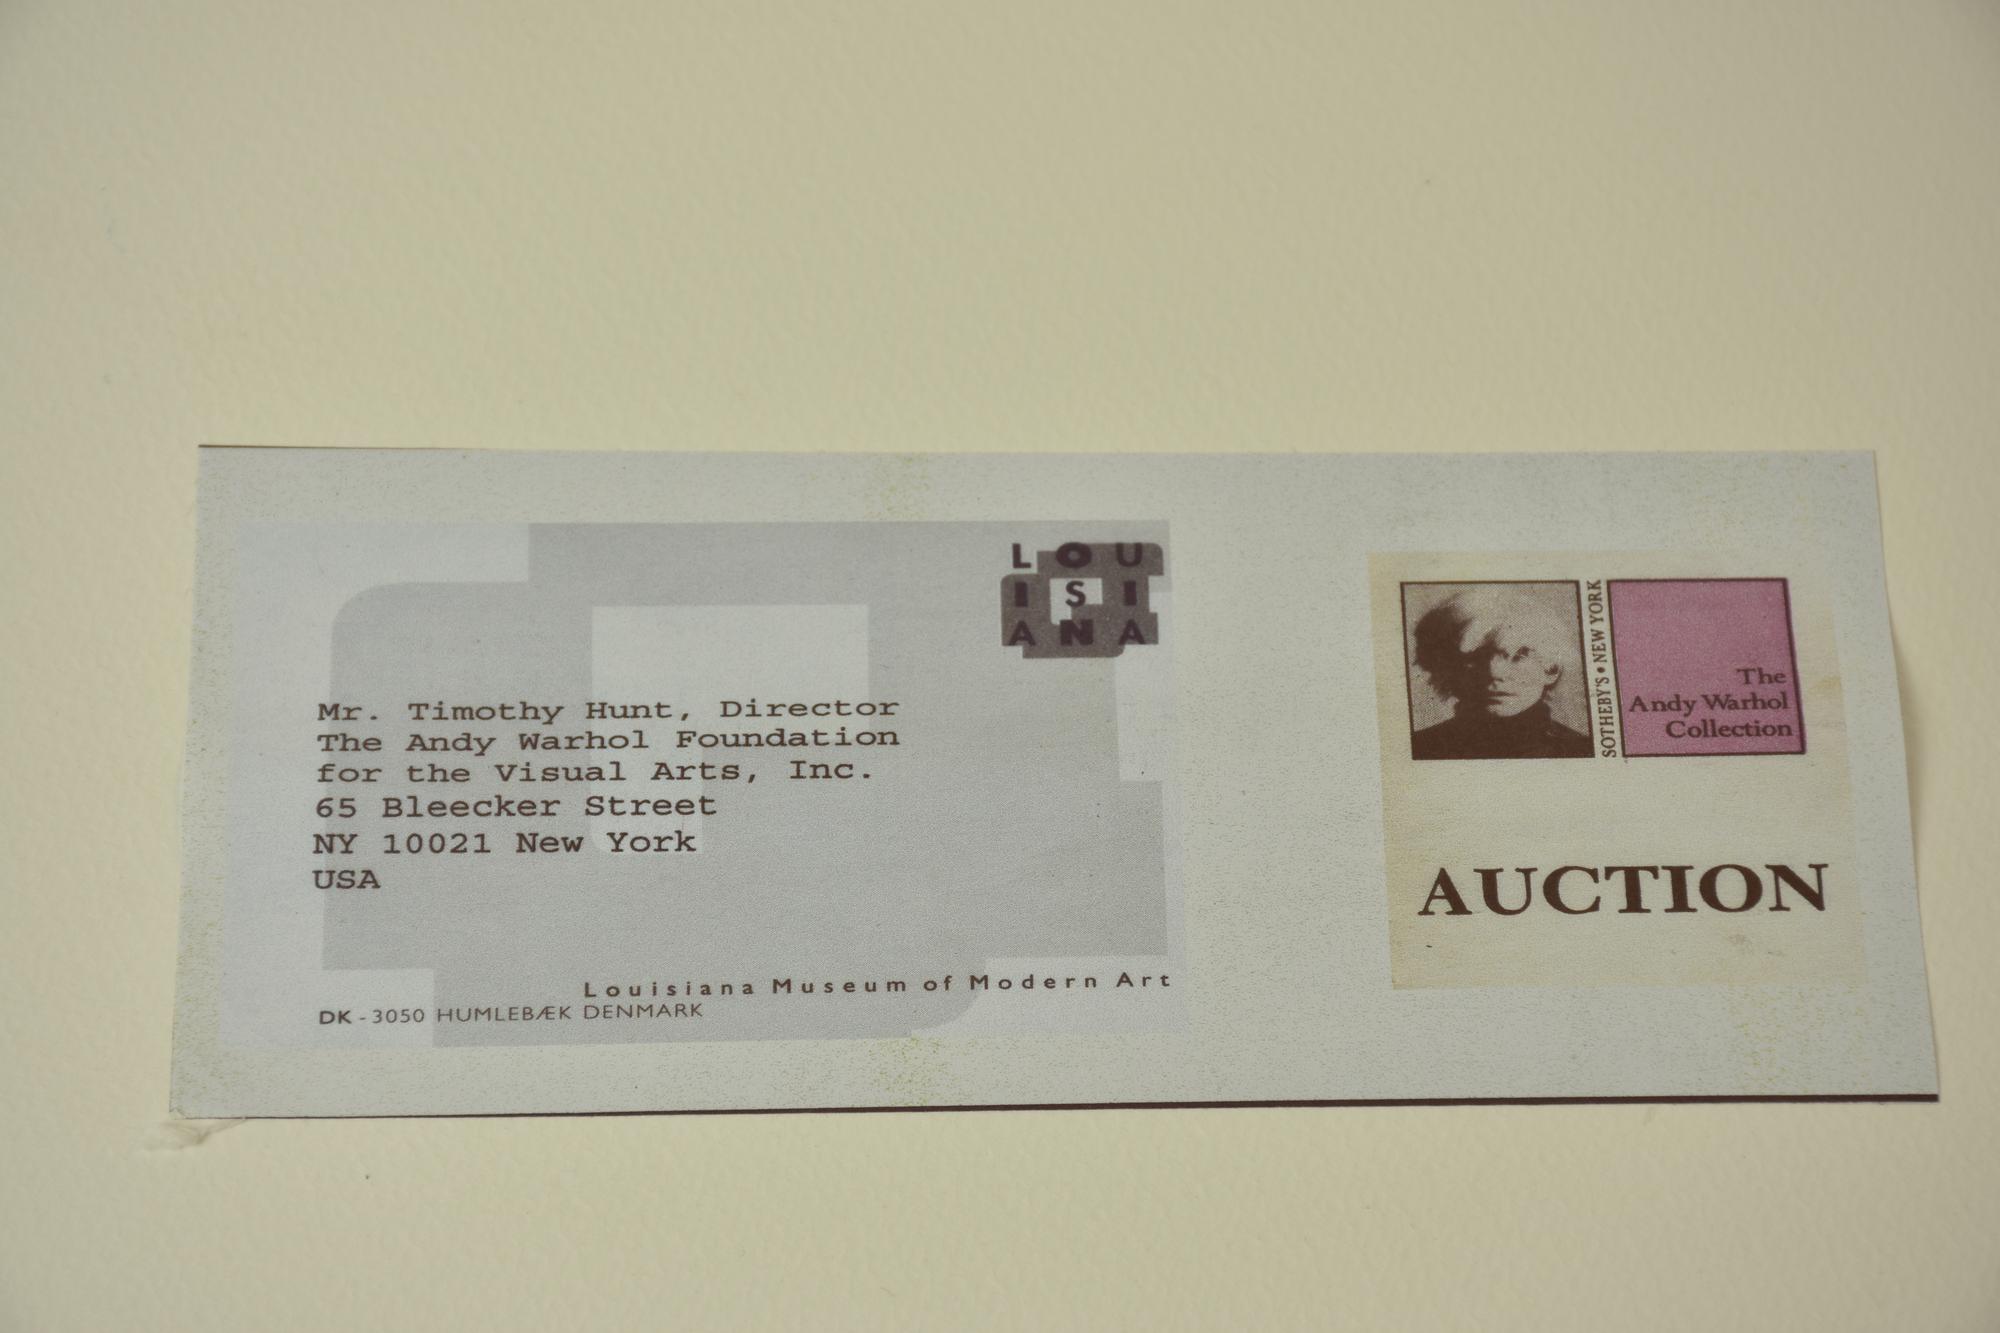 LOU
ISI
ANA
Mr. Timothy Hunt, Director
The Andy Warhol Foundation
for the Visual Arts, Inc.
65 Bleecker Street
NY 10021 New York
USA
Louisiana Museum of Modern Art
DK - 3050 HUMLEBÆK DENMARK
SOTHEBY'S • NEW YORK
The
Andy Warhol
Collection
AUCTION